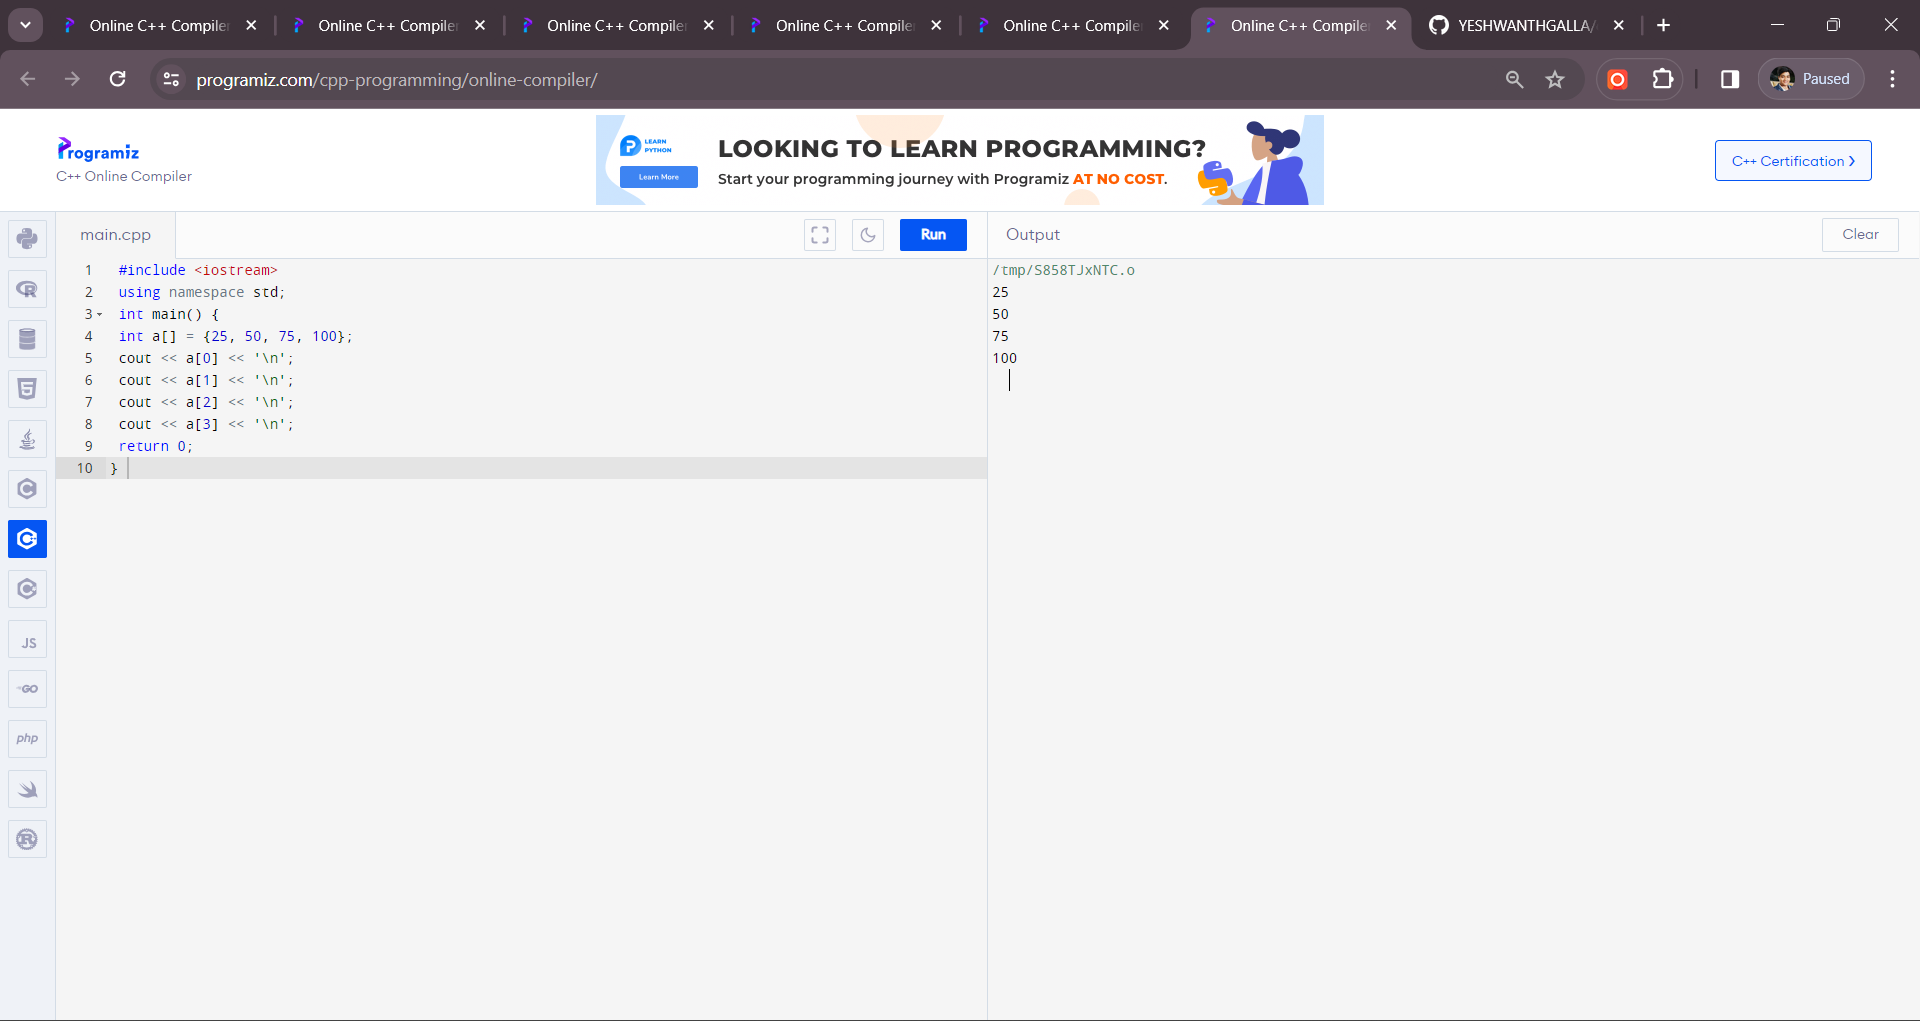 Online C++ Compiler
Online C++ Compiler
Online C++ Compiler
Online C++ Compiler
Online C++ Compiler
Online C++ Compiler
YESHWANTHGALLA/
programiz.com/cpp-programming/online-compiler/
Paused
Programiz
C++ Online Compiler
LEARN
PYTHON
Learn More
LOOKING TO LEARN PROGRAMMING?
Start your programming journey with Programiz AT NO COST.
C++ Certification
main.cpp
Run
Output
Clear
1 #include <iostream>
2 using namespace std;
3 int main() {
4 int a[] = {25, 50, 75, 100};
5 cout << a[0] << '\n';
6 cout << a[1] << '\n';
7 cout << a[2] << '\n';
8 cout << a[3] << '\n';
9 return 0;
10 }
/tmp/S858TJxNTC.o
25
50
75
100
R
5
C
C
C
JS
GO
php
R